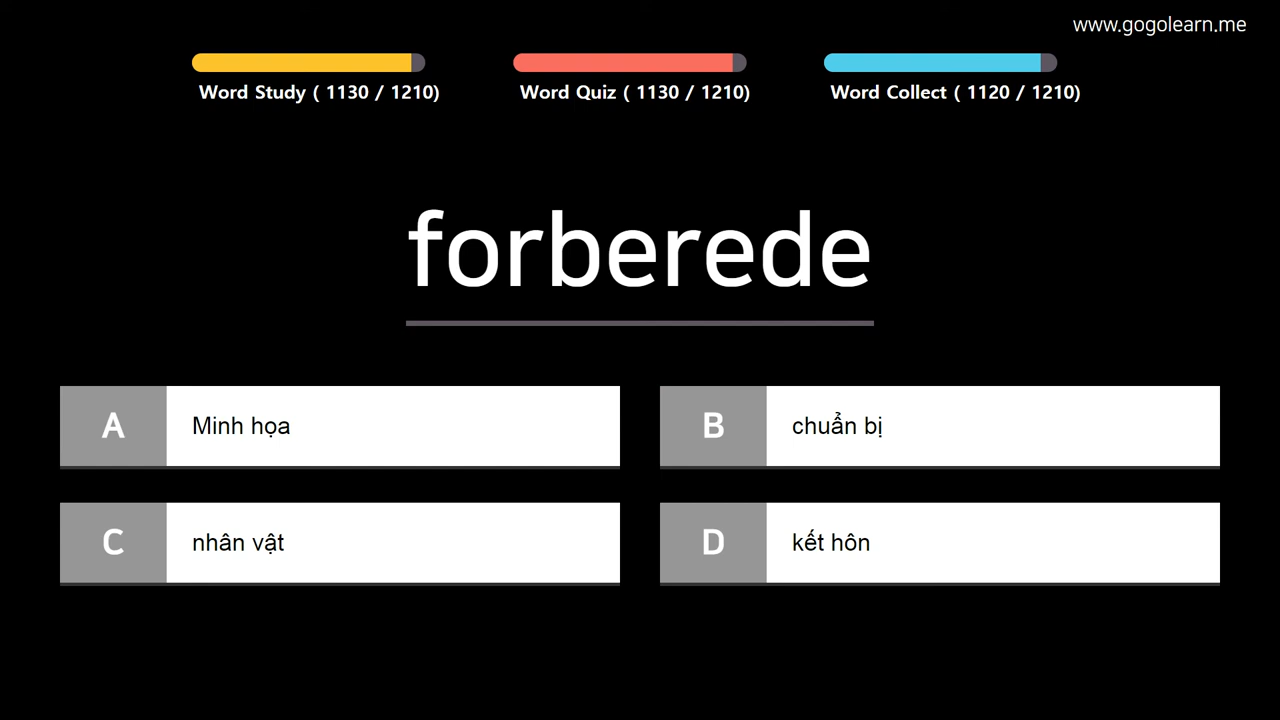 www.gogolearn.me
Word Study ( 1130 / 1210)
Word Quiz ( 1130 / 1210)
Word Collect ( 1120 / 1210)
forberede
A Minh họa
B chuẩn bị
C nhân vật
D kết hôn